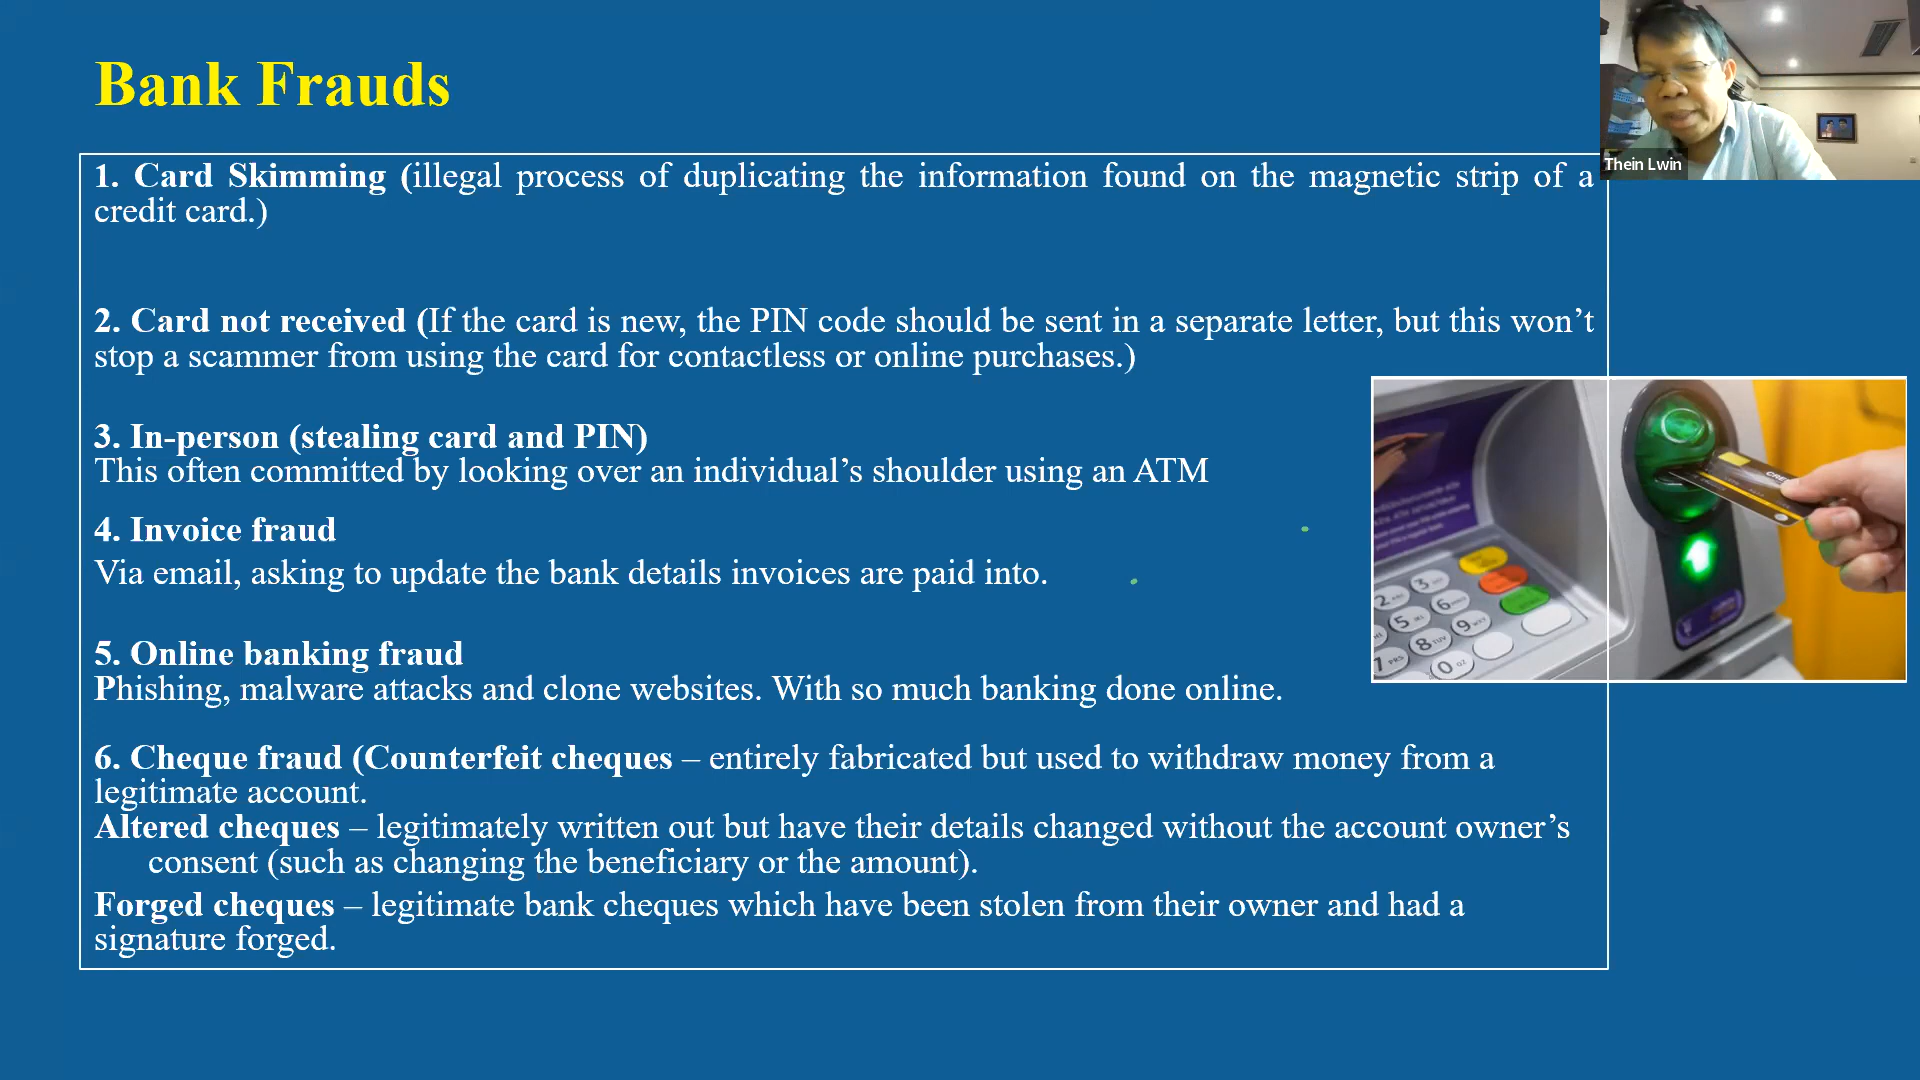 Bank Frauds
Thein Lwin
1. Card Skimming (illegal process of duplicating the information found on the magnetic strip of a
credit card.)
2. Card not received (If the card is new, the PIN code should be sent in a separate letter, but this won’t
stop a scammer from using the card for contactless or online purchases.)
3. In-person (stealing card and PIN)
This often committed by looking over an individual’s shoulder using an ATM
4. Invoice fraud
Via email, asking to update the bank details invoices are paid into.
5. Online banking fraud
Phishing, malware attacks and clone websites. With so much banking done online.
6. Cheque fraud (Counterfeit cheques – entirely fabricated but used to withdraw money from a
legitimate account.
Altered cheques – legitimately written out but have their details changed without the account owner’s
consent (such as changing the beneficiary or the amount).
Forged cheques – legitimate bank cheques which have been stolen from their owner and had a
signature forged.
2 3
5 6
7 8 9
0